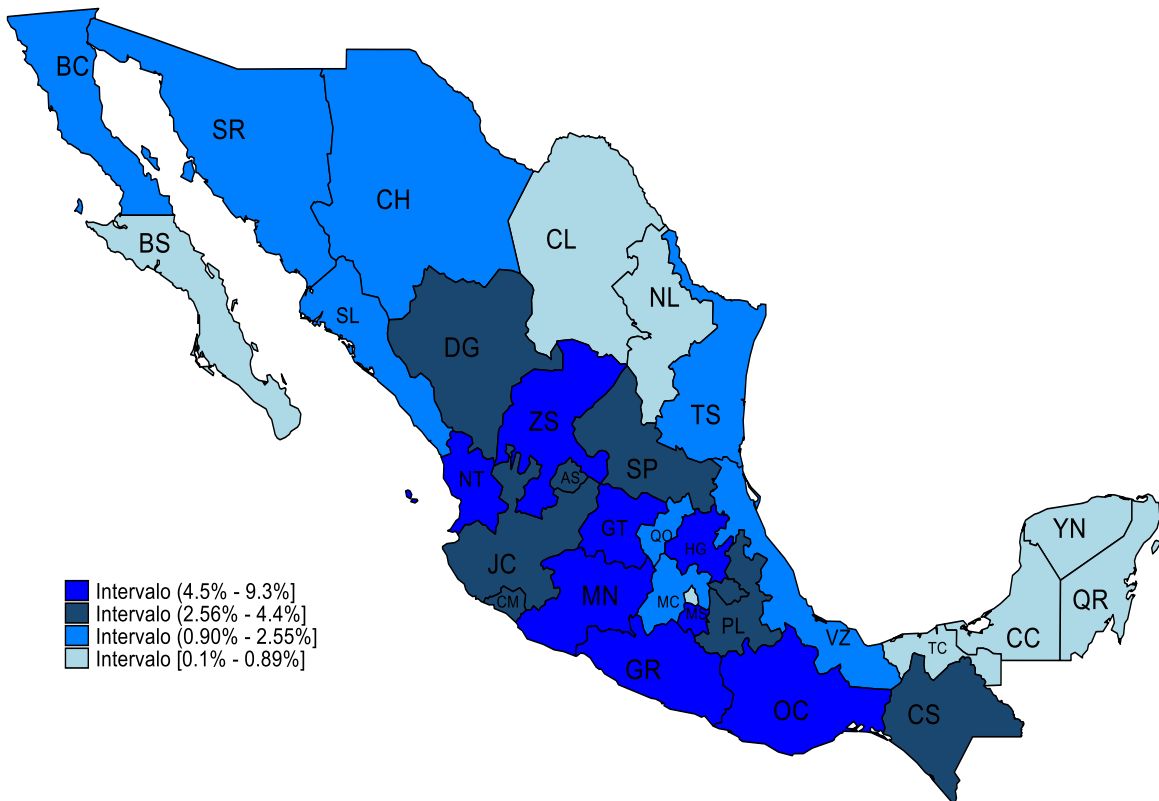 BC
SR
CH
BS
CL
NL
SL
DG
TS
ZS
SP
NT
AS
GT
QO
HG
YN
JC
QR
Intervalo (4.5% - 9.3%]
Intervalo (2.56% - 4.4%]
Intervalo (0.90% - 2.55%]
Intervalo [0.1% - 0.89%]
CM
MN
MC
MS
PL
VZ
CC
TC
GR
OC
CS